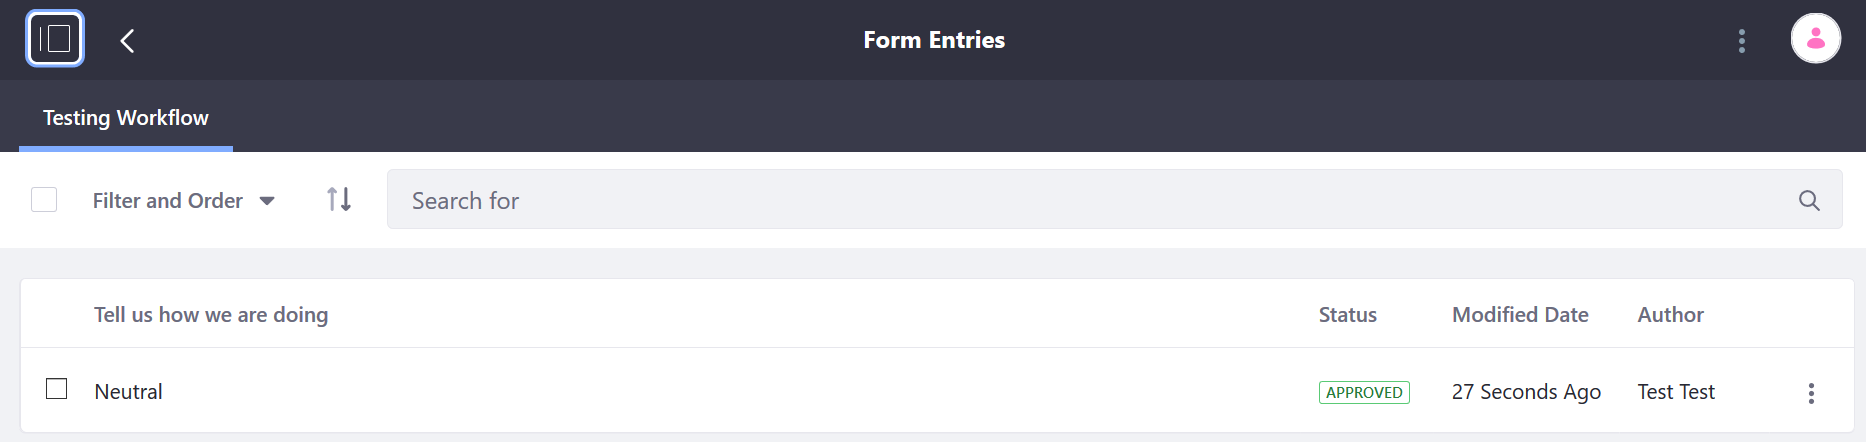 Form Entries
Testing Workflow
Filter and Order
Search for
Tell us how we are doing Status Modified Date Author
Neutral APPROVED 27 Seconds Ago Test Test